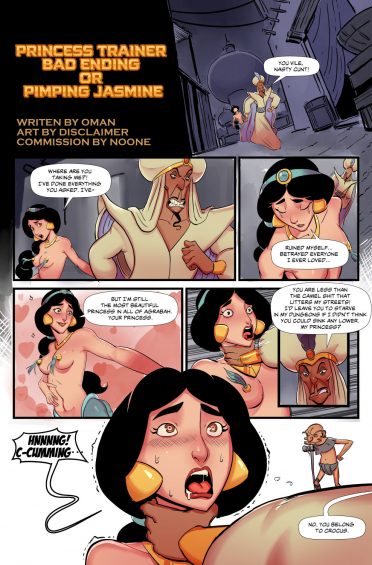 PRINCESS TRAINER
BAD ENDING
OR
PIMPING JASMINE
WRITEN BY OMAN
ART BY DISCLAIMER
COMMISSION BY NOONE
YOU VILE,
NASTY CUNT!
WHERE ARE YOU
TAKING ME?!
I'VE DONE EVERYTHING
YOU ASKED, I'VE-
RUINED MYSELF...
BETRAYED EVERYONE
I EVER LOVED...
BUT I'M STILL
THE MOST BEAUTIFUL
PRINCESS IN ALL OF AGRABAH.
YOUR PRINCESS.
YOU ARE LESS THAN
THE CAMEL SHIT THAT
LITTERS MY STREETS!
I'D LEAVE YOU TO STARVE
IN MY DUNGEONS IF I DIDN'T THINK
YOU COULD SINK ANY LOWER.
MY PRINCESS?
HNNNNG!
C-CUMMING...
NO, YOU BELONG
TO CROCUS.